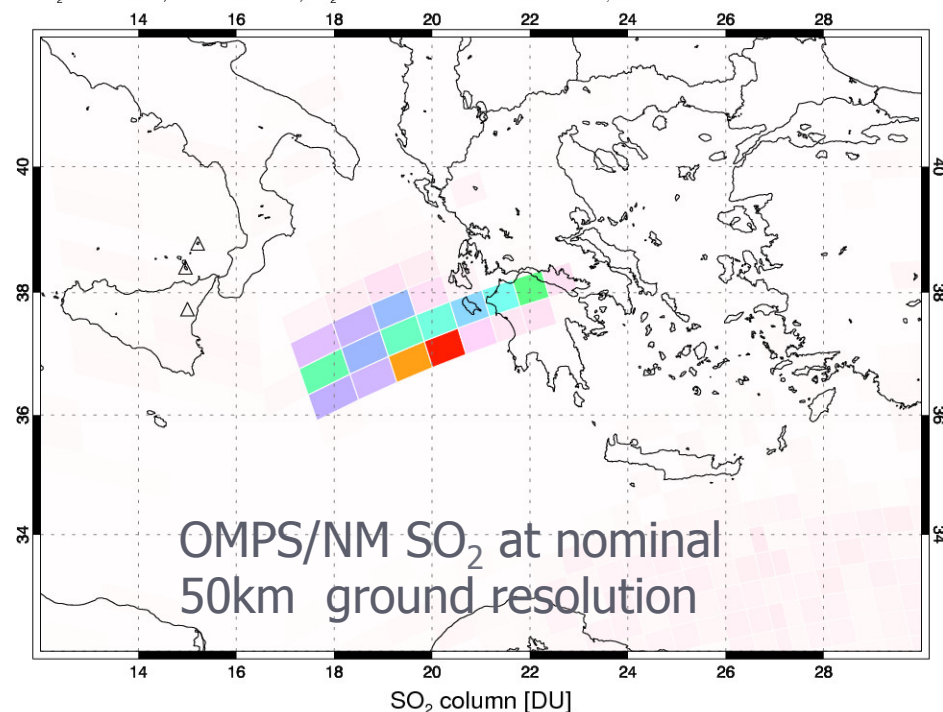 14 16 18 20 22 24 26 28
40 40
38 38
36 36
34 34
OMPS/NM SO₂ at nominal
50km ground resolution
14 16 18 20 22 24 26 28
SO₂ column [DU]